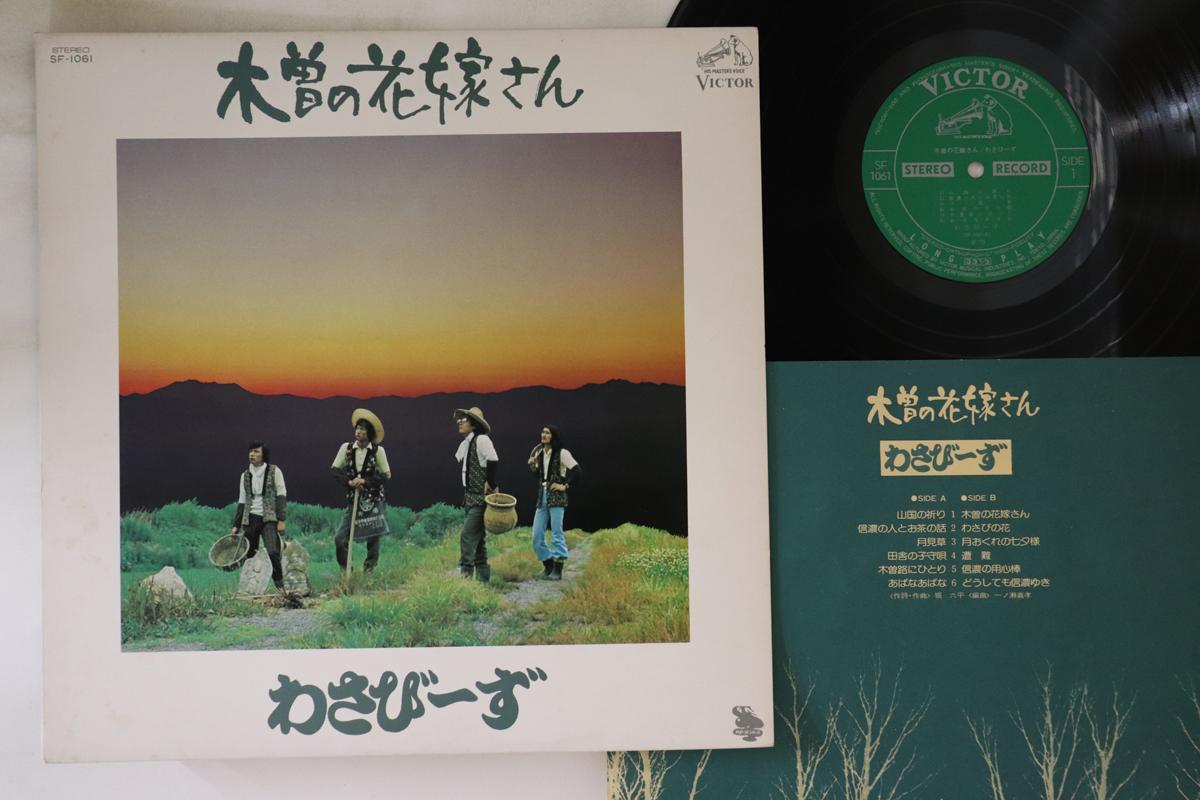 STEREO
SF-1061
木曽の花嫁さん
HIS MASTER'S VOICE
VICTOR
わさびーず
VICTOR
木曽の花嫁さん/わさびーず
SF
1061
STEREO
RECORD
SIDE
1
LONG PLAY
33 1/3
木曽の花嫁さん
わさびーず
●SIDE A ●SIDE B
山国の祈り 1 木曽の花嫁さん
信濃の人とお茶の話 2 わさびの花
月見草 3 月おくれの七夕様
田舎の子守唄 4 遭難
木曽路にひとり 5 信濃の用心棒
あばなあばな 6 どうしても信濃ゆき